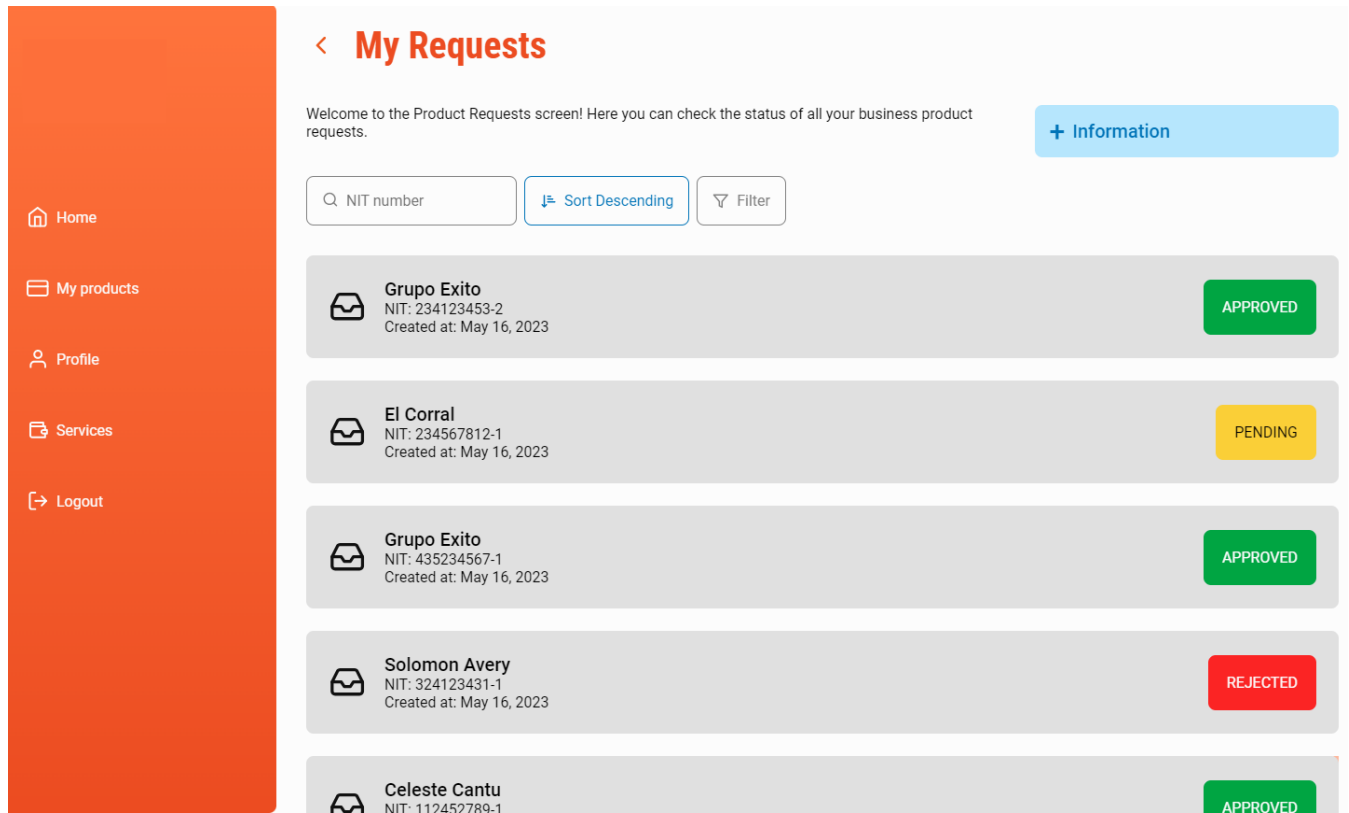 My Requests
Welcome to the Product Requests screen! Here you can check the status of all your business product
requests.
+ Information
NIT number
Sort Descending
Filter
Home
My products
Profile
Services
Logout
Grupo Exito
NIT: 234123453-2
Created at: May 16, 2023
APPROVED
El Corral
NIT: 234567812-1
Created at: May 16, 2023
PENDING
Grupo Exito
NIT: 435234567-1
Created at: May 16, 2023
APPROVED
Solomon Avery
NIT: 324123431-1
Created at: May 16, 2023
REJECTED
Celeste Cantu
NIT: 112452789-1
APPROVED